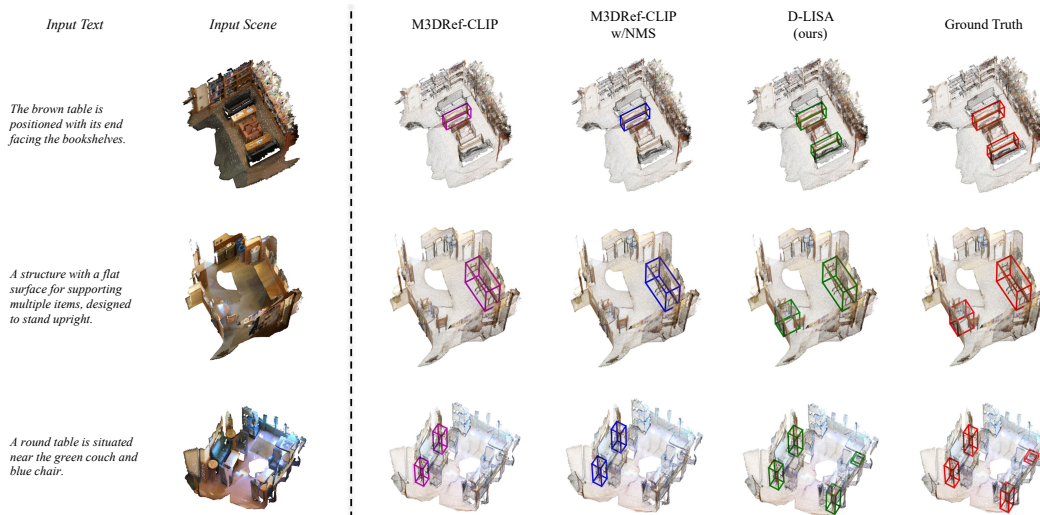 Input Text
Input Scene
M3DRef-CLIP
M3DRef-CLIP
w/NMS
D-LISA
(ours)
Ground Truth
The brown table is
positioned with its end
facing the bookshelves.
A structure with a flat
surface for supporting
multiple items, designed
to stand upright.
A round table is situated
near the green couch and
blue chair.